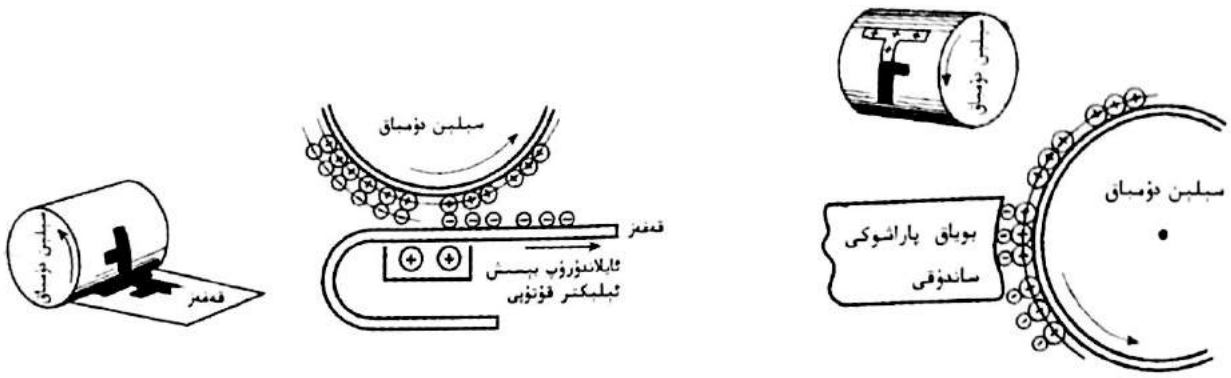 سېلېن دۇمباق
قەغەز
سېلېن دۇمباق
قەغەز
ئايلاندۇرۇپ بېسىش
ئېلېكتر قۇتۇپى
سېلېن دۇمباق
سېلېن دۇمباق
بوياق پاراشوكى
ساندۇقى